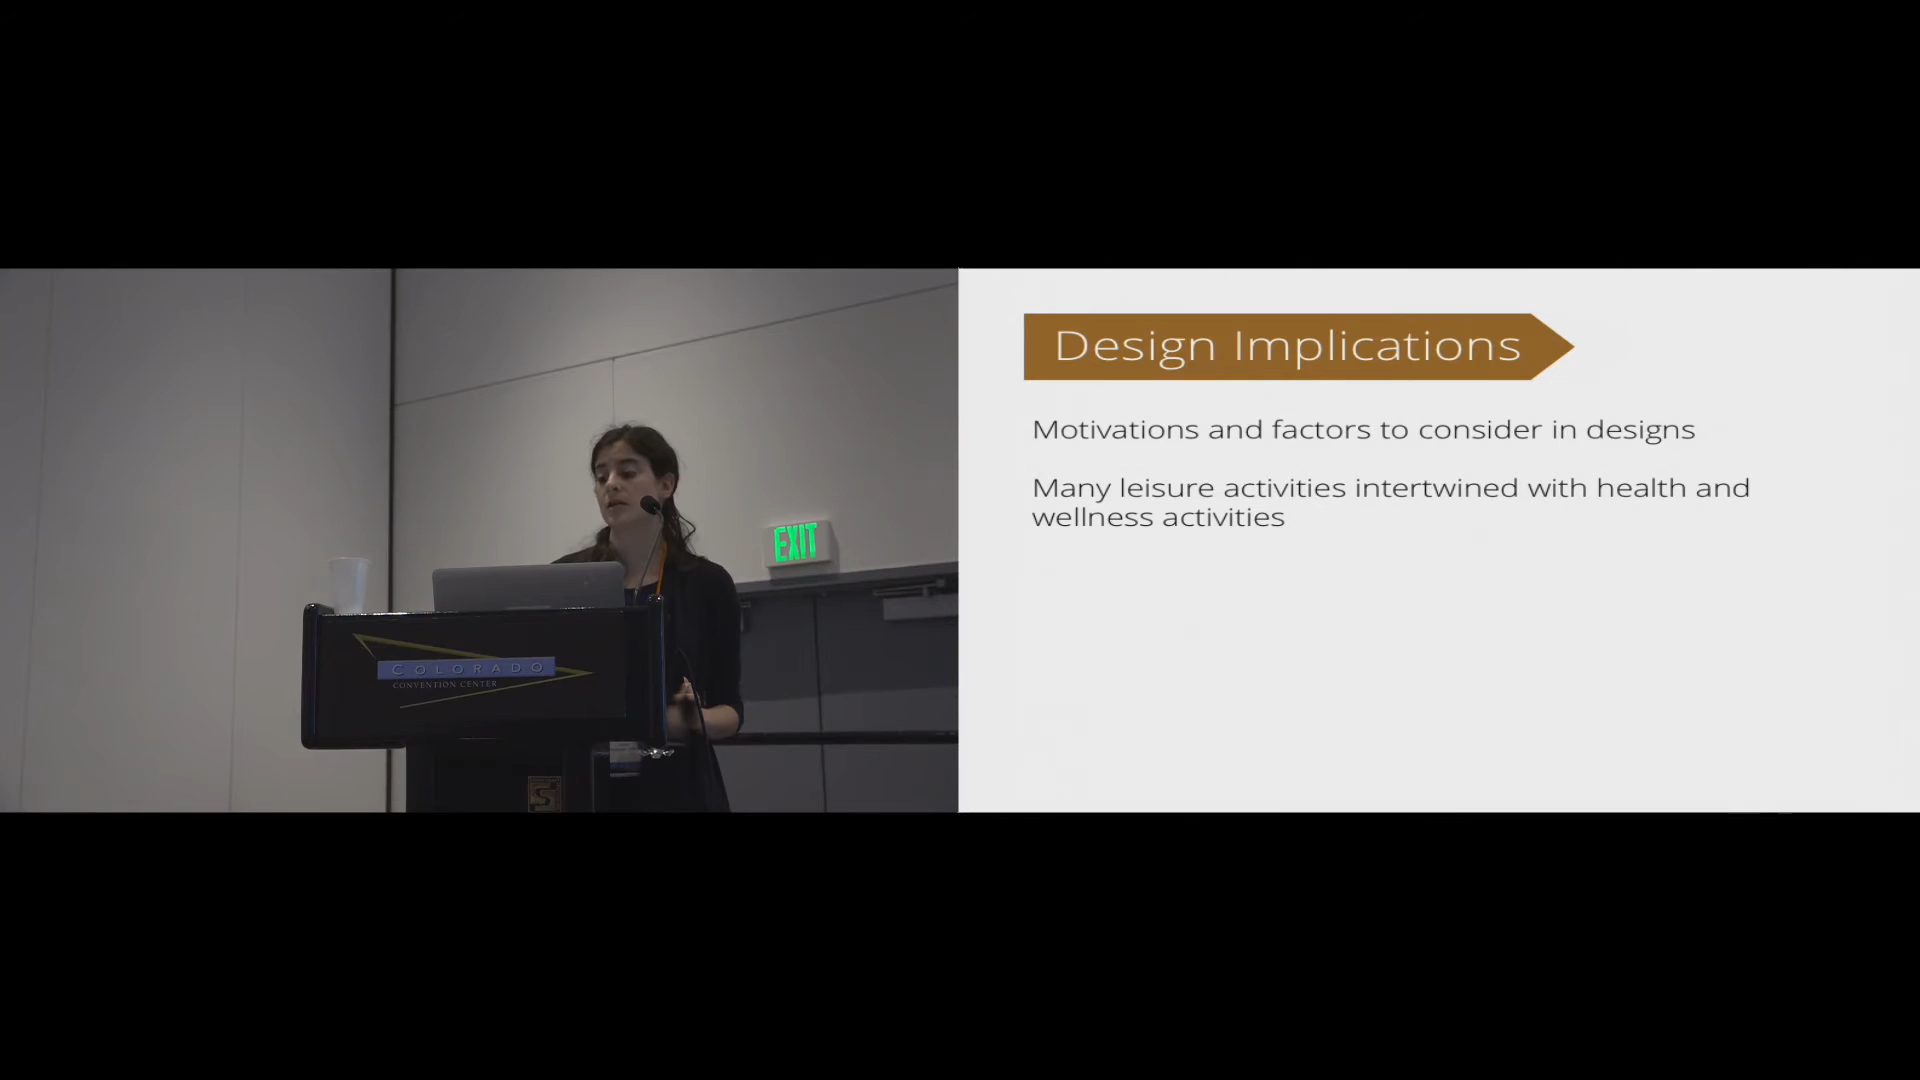 EXIT
COLORADO
CONVENTION CENTER
Design Implications
Motivations and factors to consider in designs
Many leisure activities intertwined with health and
wellness activities